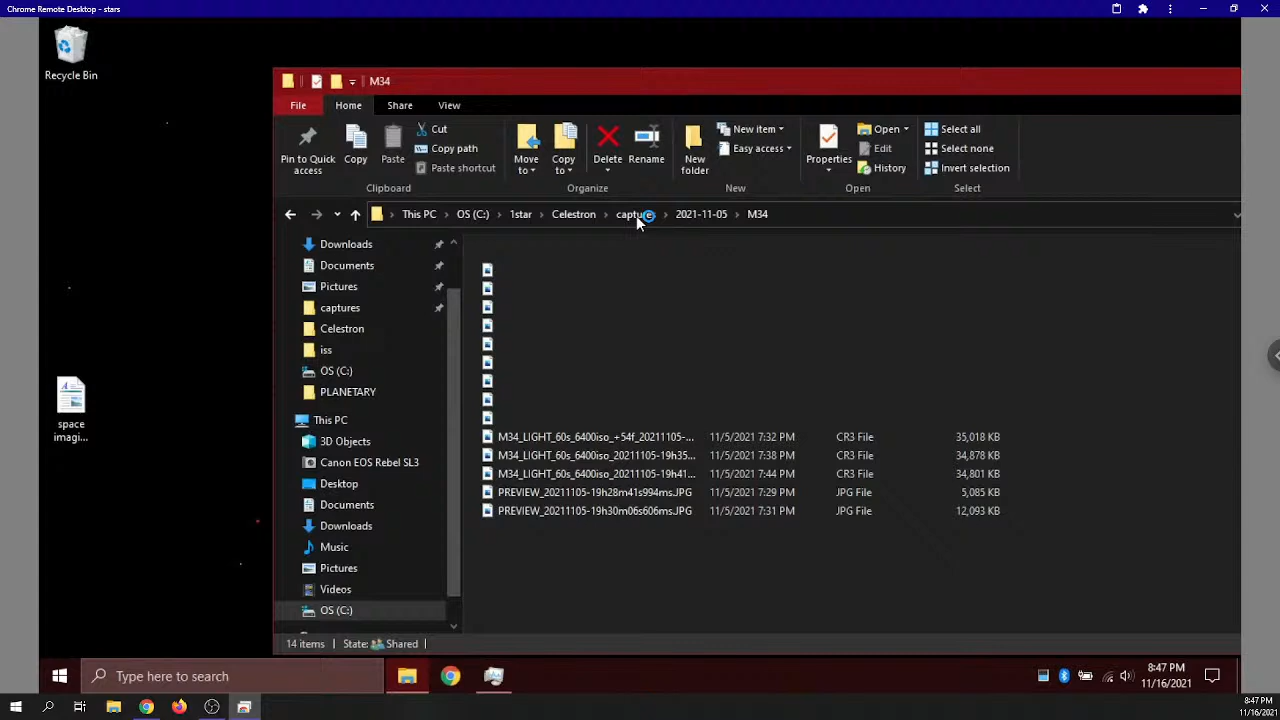 Chrome Remote Desktop - stars
Recycle Bin
M34
File Home Share View
Pin to Quick access
Copy
Paste
Cut
Copy path
Paste shortcut
Clipboard
Move to
Copy to
Delete
Rename
Organize
New folder
New item
Easy access
New
Properties
Open
Edit
History
Open
Select all
Select none
Invert selection
Select
This PC > OS (C:) > 1star > Celestron > captures > 2021-11-05 > M34
Downloads
Documents
Pictures
captures
Celestron
iss
OS (C:)
PLANETARY
This PC
3D Objects
Canon EOS Rebel SL3
Desktop
Documents
Downloads
Music
Pictures
Videos
OS (C:)
M34_LIGHT_60s_6400iso_+54f_20211105-... 11/5/2021 7:32 PM CR3 File 35,018 KB
M34_LIGHT_60s_6400iso_20211105-19h35... 11/5/2021 7:38 PM CR3 File 34,878 KB
M34_LIGHT_60s_6400iso_20211105-19h41... 11/5/2021 7:44 PM CR3 File 34,801 KB
PREVIEW_20211105-19h28m41s994ms.JPG 11/5/2021 7:29 PM JPG File 5,085 KB
PREVIEW_20211105-19h30m06s606ms.JPG 11/5/2021 7:31 PM JPG File 12,093 KB
space
imagi...
14 items State: Shared
Type here to search
8:47 PM
11/16/2021
8:47 PM
11/16/2021